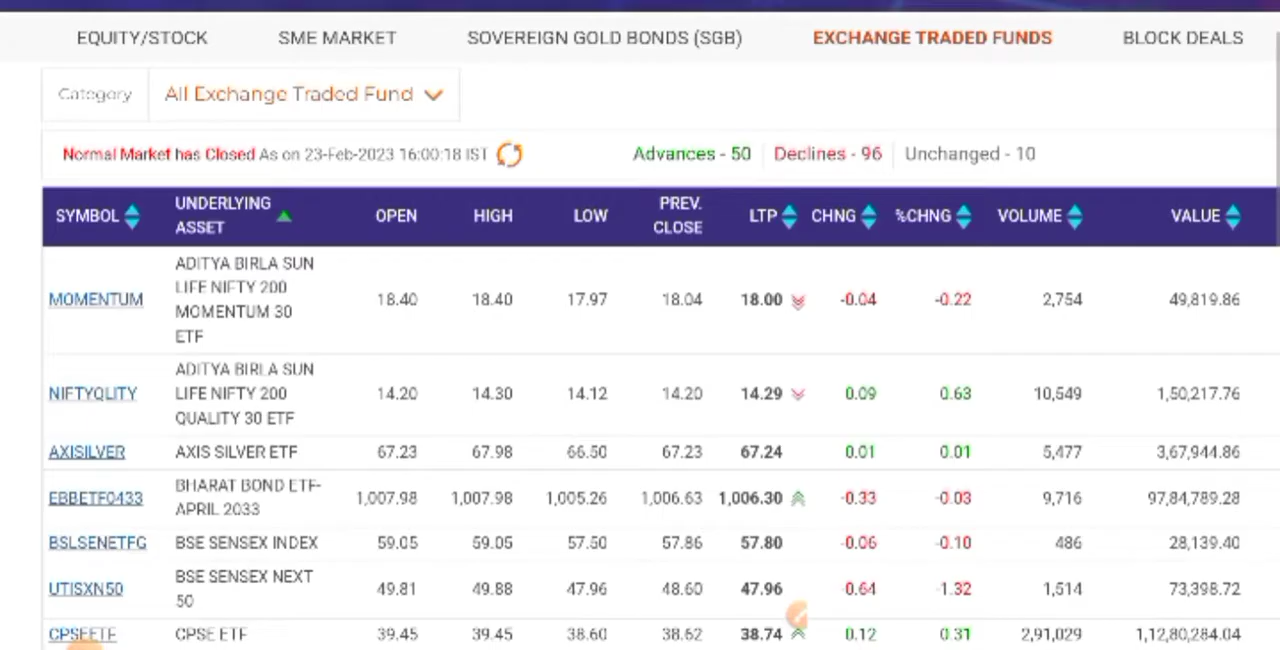 EQUITY/STOCK SME MARKET SOVEREIGN GOLD BONDS (SGB) EXCHANGE TRADED FUNDS BLOCK DEALS
Category All Exchange Traded Fund
Normal Market has Closed As on 23-Feb-2023 16:00:18 IST Advances - 50 Declines - 96 Unchanged - 10
SYMBOL UNDERLYING ASSET OPEN HIGH LOW PREV. CLOSE LTP CHNG %CHNG VOLUME VALUE
MOMENTUM ADITYA BIRLA SUN LIFE NIFTY 200 MOMENTUM 30 ETF 18.40 18.40 17.97 18.04 18.00 -0.04 -0.22 2,754 49,819.86
NIFTYQLITY ADITYA BIRLA SUN LIFE NIFTY 200 QUALITY 30 ETF 14.20 14.30 14.12 14.20 14.29 0.09 0.63 10,549 1,50,217.76
AXISILVER AXIS SILVER ETF 67.23 67.98 66.50 67.23 67.24 0.01 0.01 5,477 3,67,944.86
EBBETF0433 BHARAT BOND ETF- APRIL 2033 1,007.98 1,007.98 1,005.26 1,006.63 1,006.30 -0.33 -0.03 9,716 97,84,789.28
BSLSENETFG BSE SENSEX INDEX 59.05 59.05 57.50 57.86 57.80 -0.06 -0.10 486 28,139.40
UTISXN50 BSE SENSEX NEXT 50 49.81 49.88 47.96 48.60 47.96 -0.64 -1.32 1,514 73,398.72
CPSEETF CPSE ETF 39.45 39.45 38.60 38.62 38.74 0.12 0.31 2,91,029 1,12,80,284.04